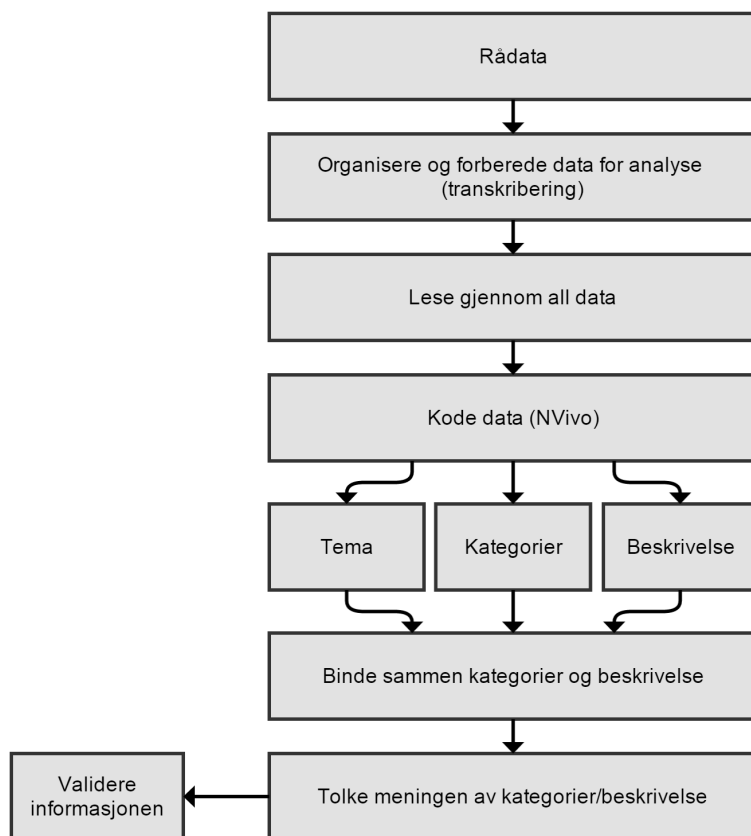 Rådata
Organisere og forberede data for analyse
(transkribering)
Lese gjennom all data
Kode data (NVivo)
Tema
Kategorier
Beskrivelse
Binde sammen kategorier og beskrivelse
Tolke meningen av kategorier/beskrivelse
Validere
informasjonen